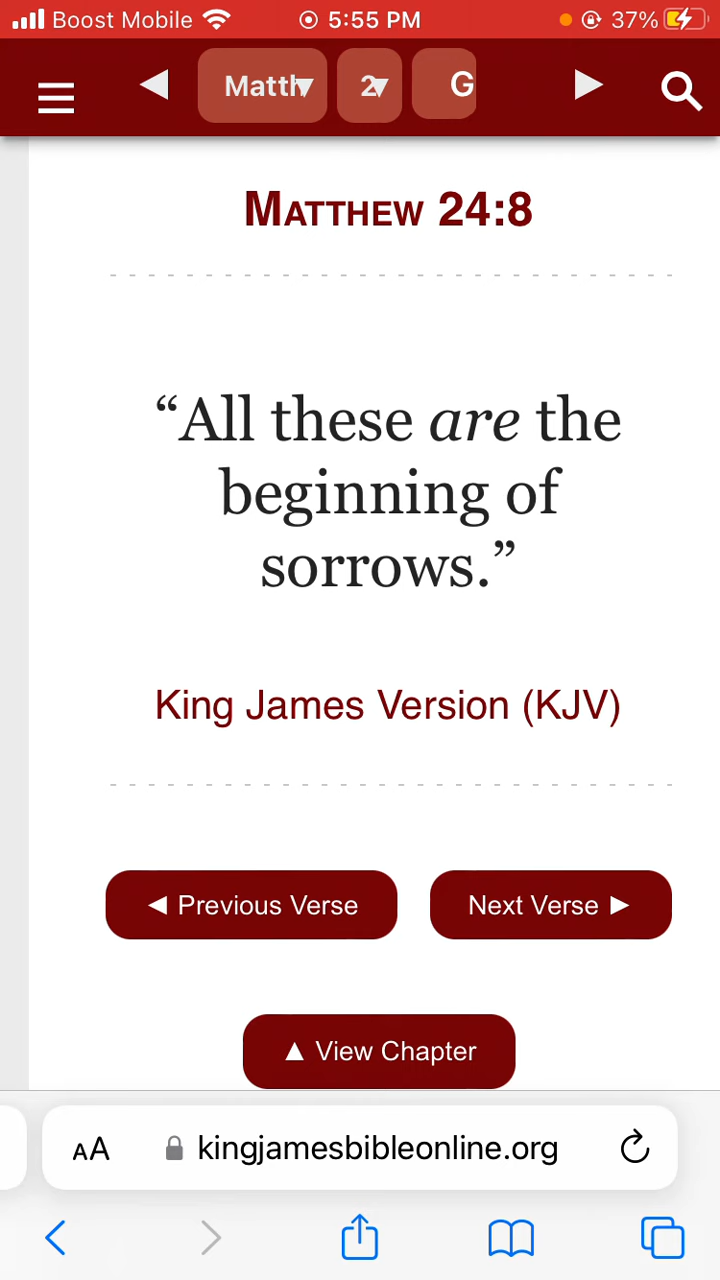 Boost Mobile 5:55 PM 37%
Matth 2 G
MATTHEW 24:8
“All these are the
beginning of
sorrows.”
King James Version (KJV)
◀ Previous Verse Next Verse ▶
▲ View Chapter
AA kingjamesbibleonline.org